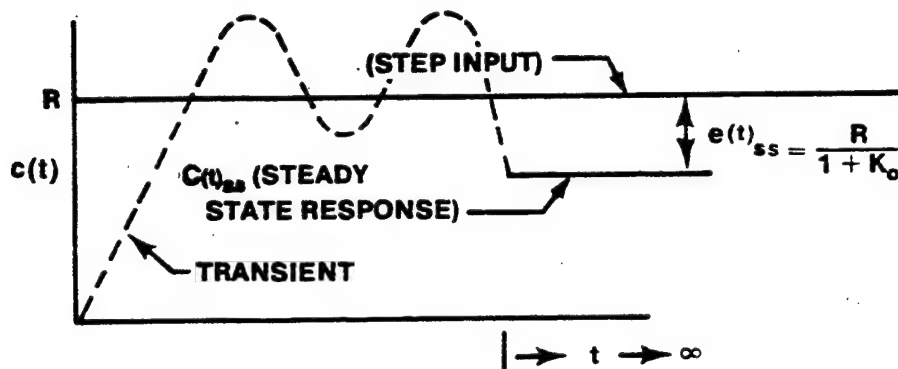 (STEP INPUT)
R
e(t)ss = R / 1 + Ko
c(t)
C(t)ss (STEADY
STATE RESPONSE)
TRANSIENT
t → ∞